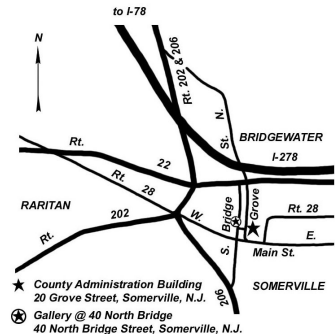 to I-78
N
Rt. 202 & 206
N.
St.
BRIDGEWATER
I-278
Rt.
22
28
Rt. 28
RARITAN
202
W.
Bridge
Grove
E.
Rt.
S.
Main St.
206
SOMERVILLE
County Administration Building
20 Grove Street, Somerville, N.J.
Gallery @ 40 North Bridge
40 North Bridge Street, Somerville, N.J.